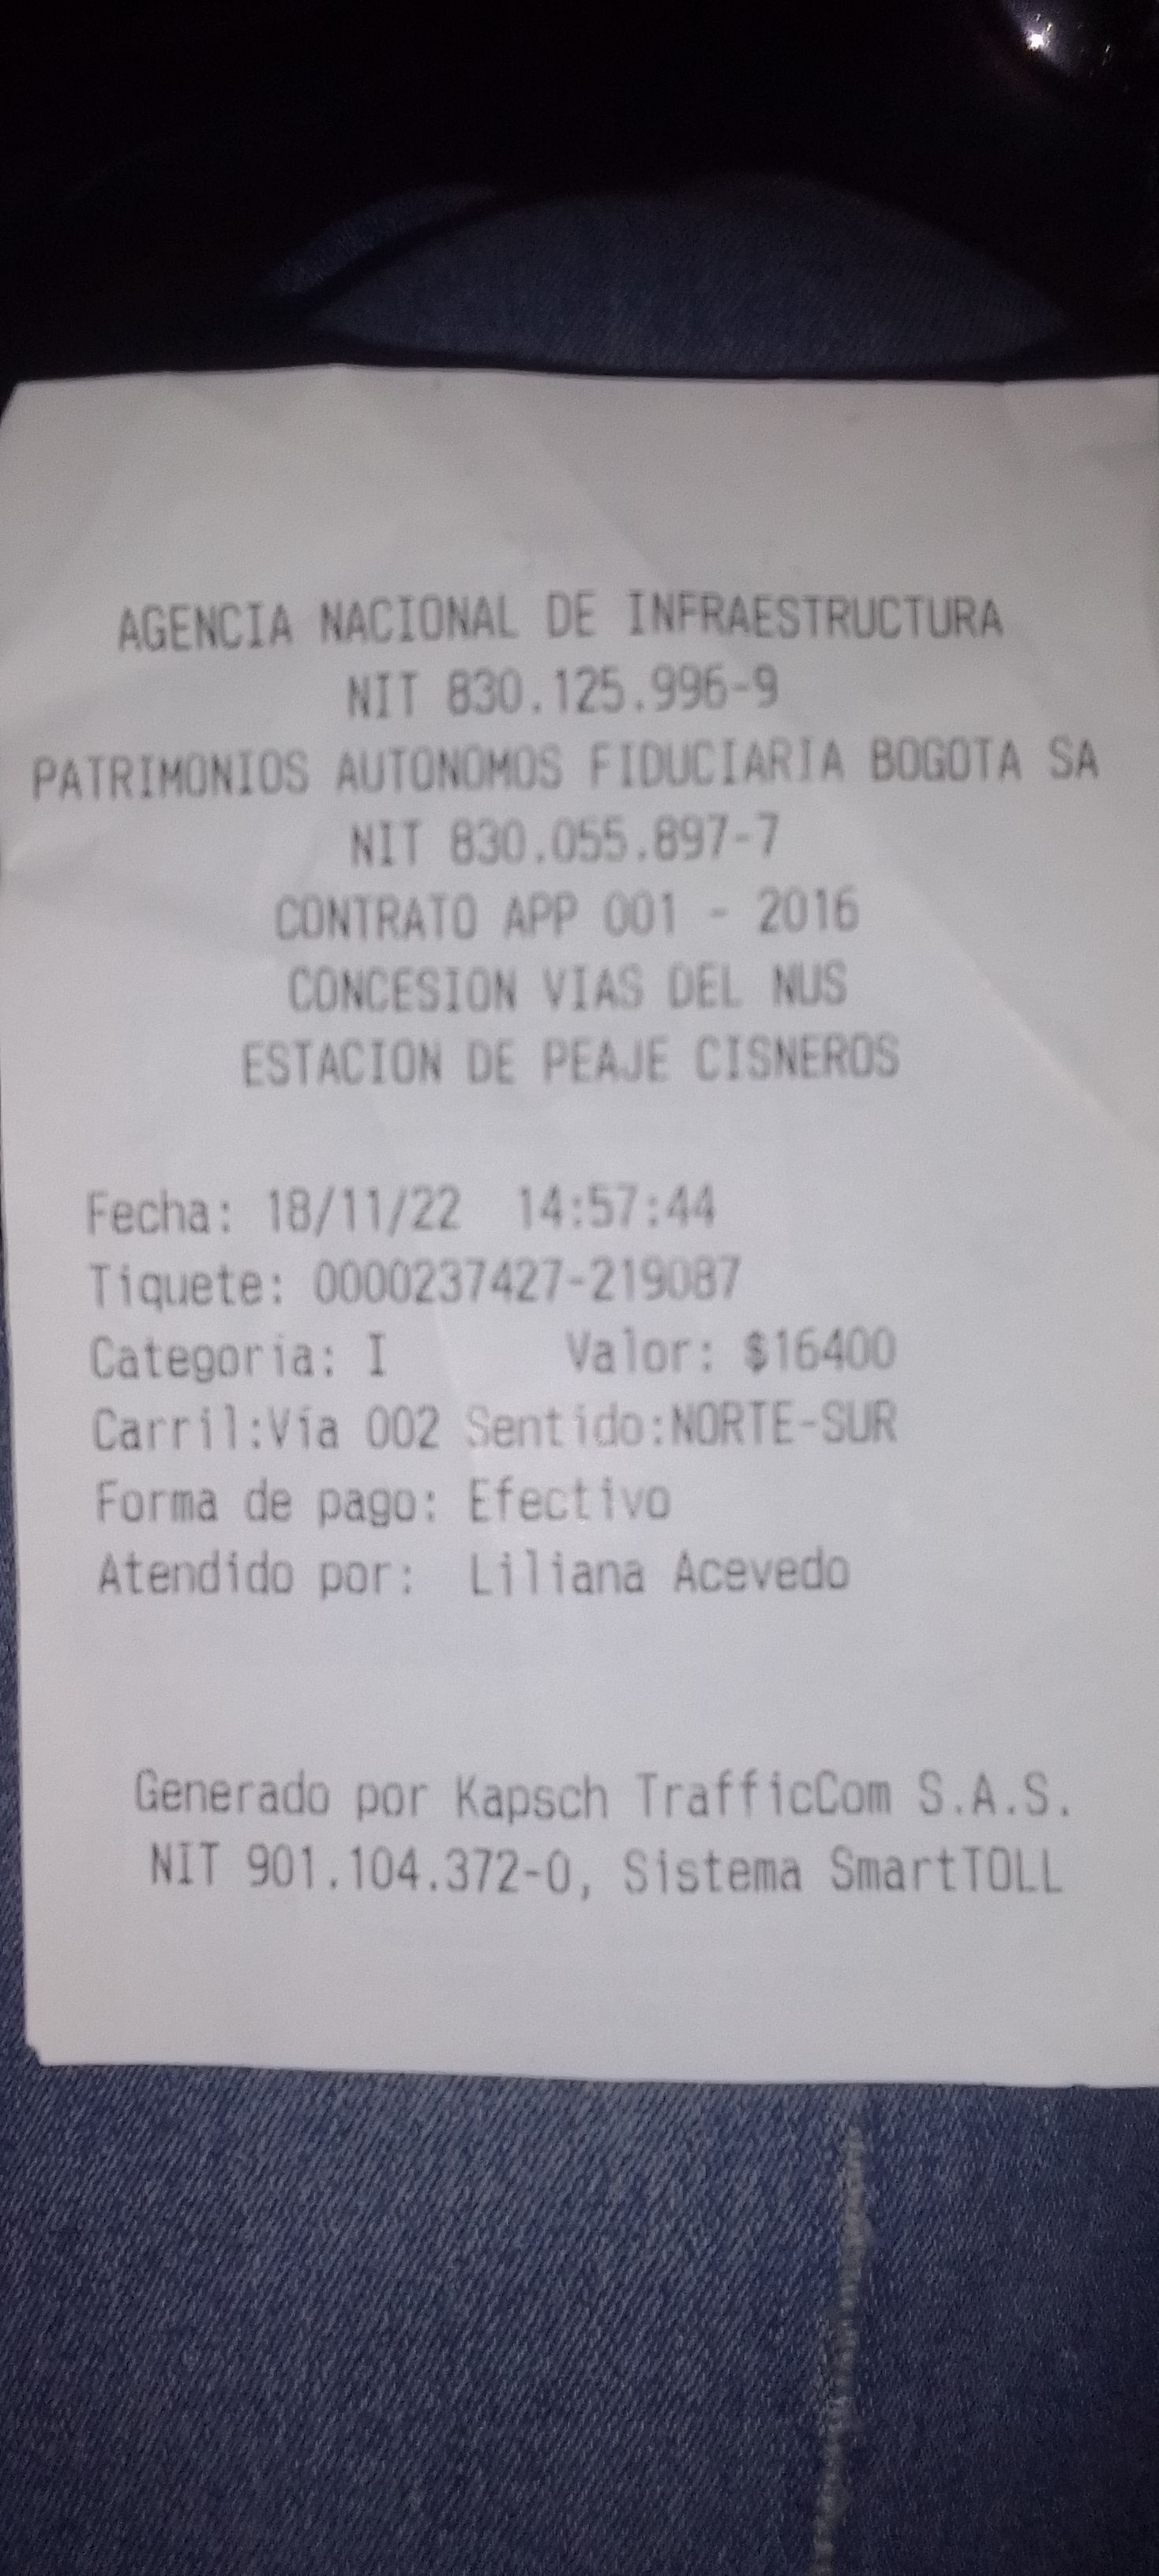 AGENCIA NACIONAL DE INFRAESTRUCTURA
NIT 830.125.996-9
PATRIMONIOS AUTONOMOS FIDUCIARIA BOGOTA SA
NIT 830.055.897-7
CONTRATO APP 001 - 2016
CONCESION VIAS DEL NUS
ESTACION DE PEAJE CISNEROS
Fecha: 18/11/22 14:57:44
Tiquete: 0000237427-219087
Categoria: I Valor: $16400
Carril:Vía 002 Sentido:NORTE-SUR
Forma de pago: Efectivo
Atendido por: Liliana Acevedo
Generado por Kapsch TrafficCom S.A.S.
NIT 901.104.372-0, Sistema SmartTOLL